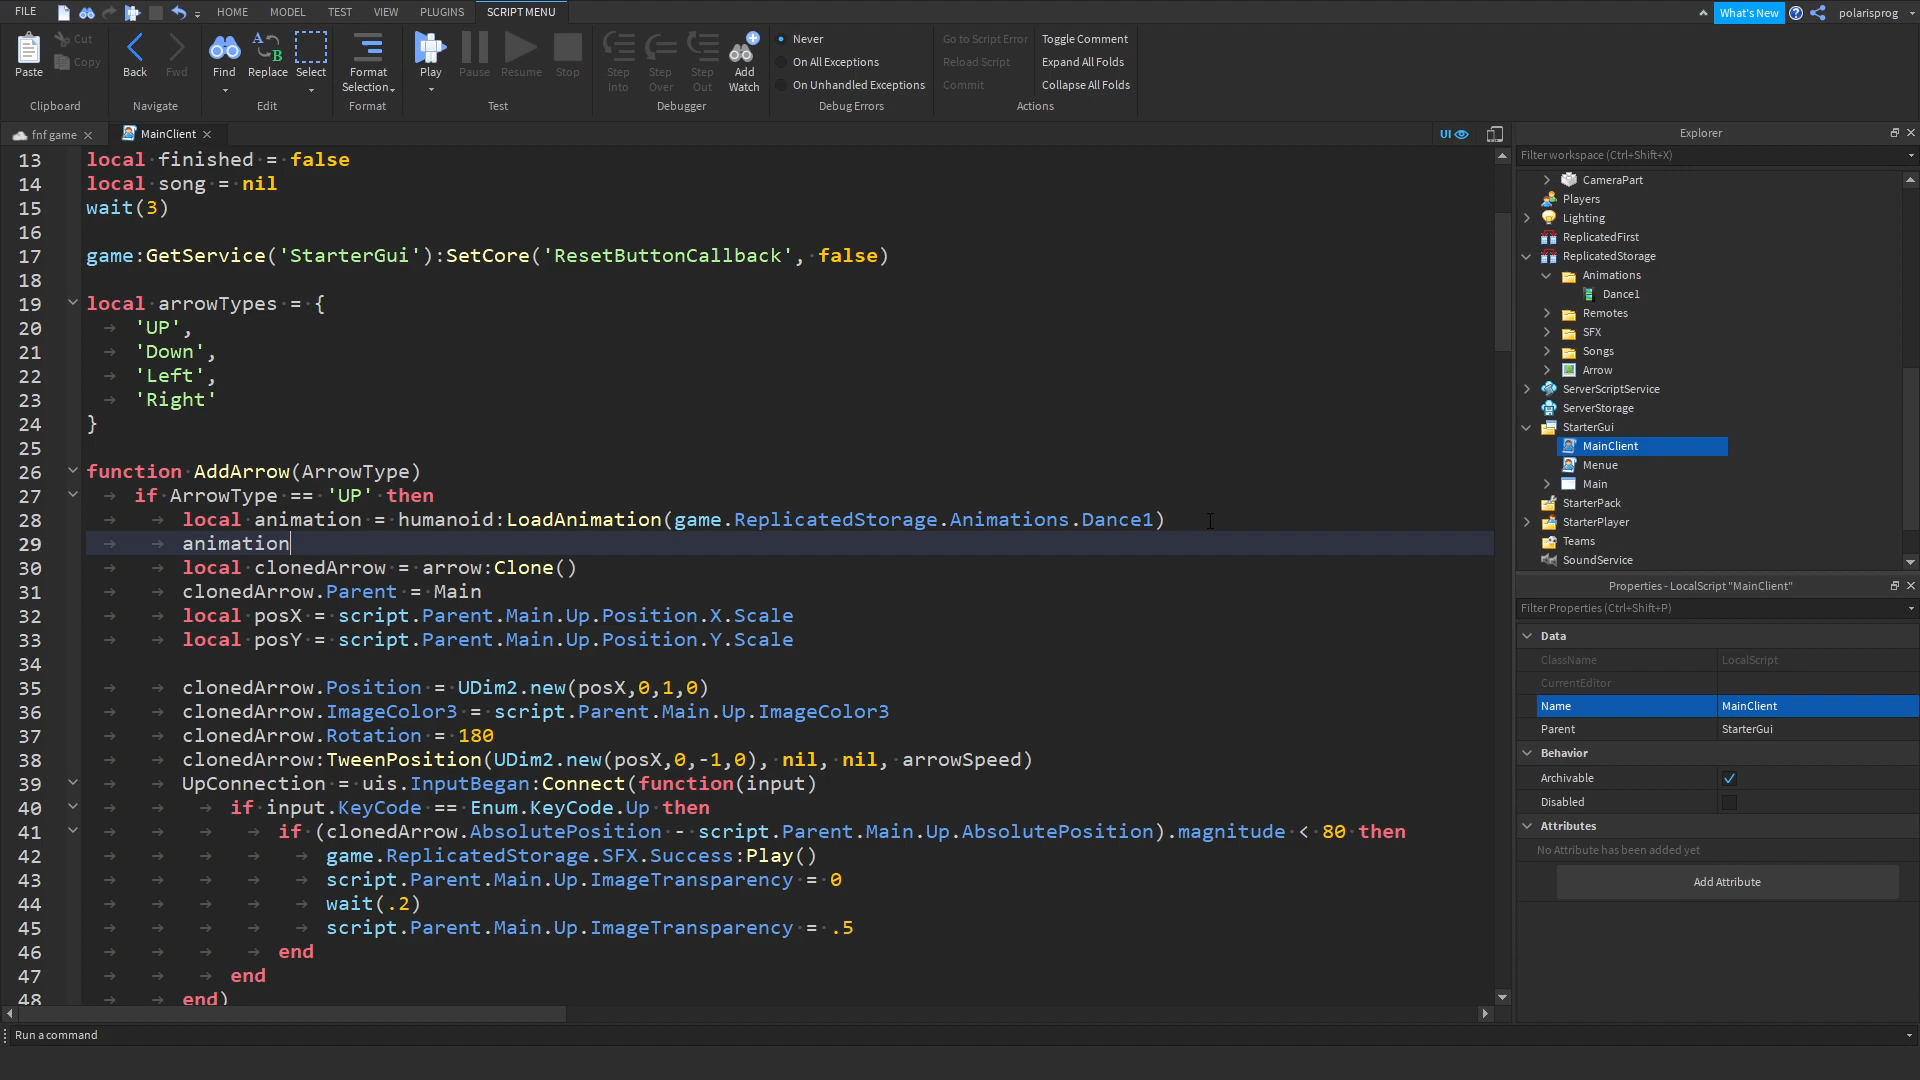 FILE HOME MODEL TEST VIEW PLUGINS SCRIPT MENU What's New polarisprog
Paste Cut Copy Clipboard
Back Fwd Navigate
Find Replace Select Edit
Format Selection Format
Play Pause Resume Stop Test
Step Into Step Over Step Out Add Watch Debugger
Never
On All Exceptions
On Unhandled Exceptions
Debug Errors
Go to Script Error Toggle Comment
Reload Script Expand All Folds
Commit Collapse All Folds
Actions
fnf game MainClient UI
13 local finished = false
14 local song = nil
15 wait(3)
16
17 game:GetService('StarterGui'):SetCore('ResetButtonCallback', false)
18
19 local arrowTypes = {
20 'UP',
21 'Down',
22 'Left',
23 'Right'
24 }
25
26 function AddArrow(ArrowType)
27 if ArrowType == 'UP' then
28 local animation = humanoid:LoadAnimation(game.ReplicatedStorage.Animations.Dance1)
29 animation
30 local clonedArrow = arrow:Clone()
31 clonedArrow.Parent = Main
32 local posX = script.Parent.Main.Up.Position.X.Scale
33 local posY = script.Parent.Main.Up.Position.Y.Scale
34
35 clonedArrow.Position = UDim2.new(posX,0,1,0)
36 clonedArrow.ImageColor3 = script.Parent.Main.Up.ImageColor3
37 clonedArrow.Rotation = 180
38 clonedArrow:TweenPosition(UDim2.new(posX,0,-1,0), nil, nil, arrowSpeed)
39 UpConnection = uis.InputBegan:Connect(function(input)
40 if input.KeyCode == Enum.KeyCode.Up then
41 if (clonedArrow.AbsolutePosition - script.Parent.Main.Up.AbsolutePosition).magnitude < 80 then
42 game.ReplicatedStorage.SFX.Success:Play()
43 script.Parent.Main.Up.ImageTransparency = 0
44 wait(.2)
45 script.Parent.Main.Up.ImageTransparency = .5
46 end
47 end
48 end)
Run a command
Explorer
Filter workspace (Ctrl+Shift+X)
CameraPart
Players
Lighting
ReplicatedFirst
ReplicatedStorage
Animations
Dance1
Remotes
SFX
Songs
Arrow
ServerScriptService
ServerStorage
StarterGui
MainClient
Menue
Main
StarterPack
StarterPlayer
Teams
SoundService
Properties - LocalScript "MainClient"
Filter Properties (Ctrl+Shift+P)
Data
ClassName LocalScript
CurrentEditor
Name MainClient
Parent StarterGui
Behavior
Archivable
Disabled
Attributes
No Attribute has been added yet
Add Attribute